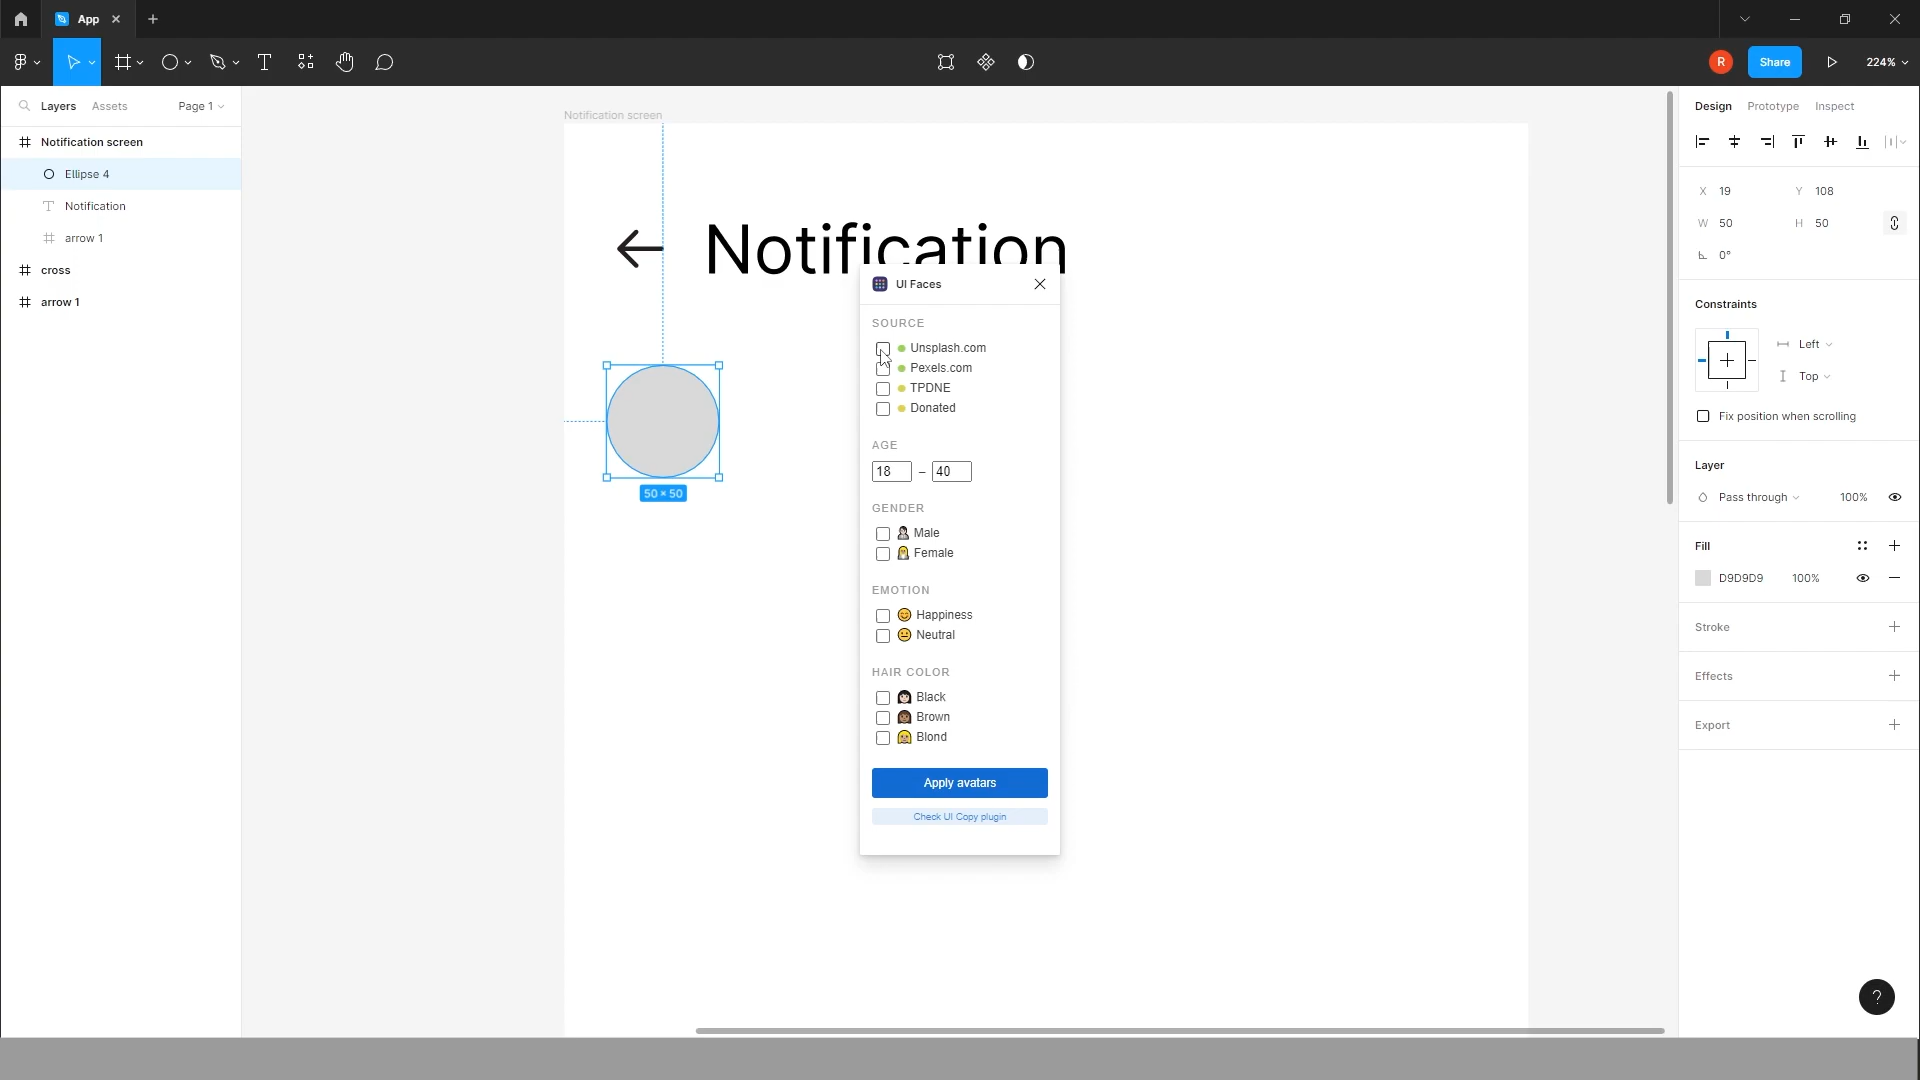 App
R
Share
224%
Layers
Assets
Page 1
Notification screen
Ellipse 4
Notification
arrow 1
cross
arrow 1
Notification screen
Notification
50 × 50
UI Faces
SOURCE
Unsplash.com
Pexels.com
TPDNE
Donated
AGE
18 – 40
GENDER
Male
Female
EMOTION
Happiness
Neutral
HAIR COLOR
Black
Brown
Blond
Apply avatars
Check UI Copy plugin
Design
Prototype
Inspect
X 19
Y 108
W 50
H 50
0°
Constraints
Left
Top
Fix position when scrolling
Layer
Pass through
100%
Fill
D9D9D9
100%
Stroke
Effects
Export
?